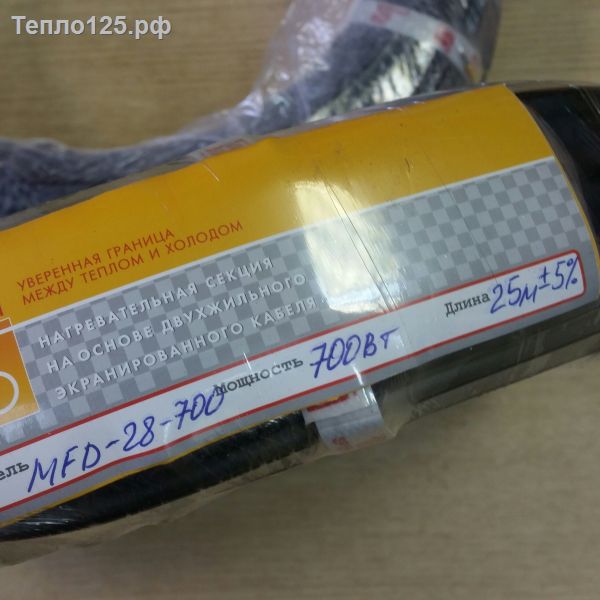 Тепло125.рф
УВЕРЕННАЯ ГРАНИЦА
МЕЖДУ ТЕПЛОМ И ХОЛОДОМ
НАГРЕВАТЕЛЬНАЯ СЕКЦИЯ
НА ОСНОВЕ ДВУХЖИЛЬНОГО
ЭКРАНИРОВАННОГО КАБЕЛЯ
ель MFD-28-700 мощность 700Вт Длина 25м ±5%